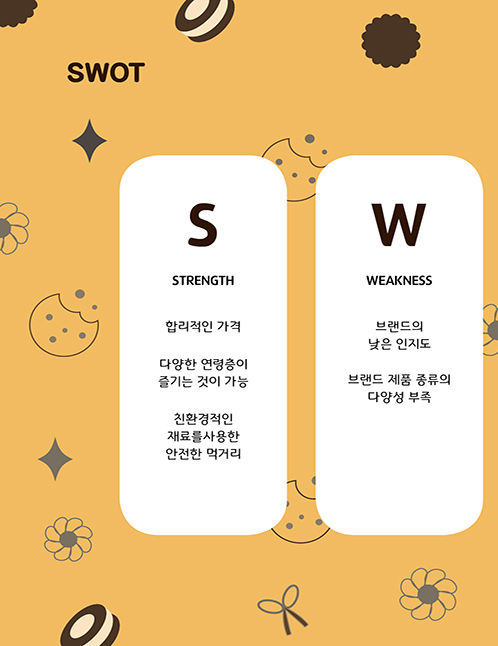 SWOT
S
STRENGTH
합리적인 가격
다양한 연령층이
즐기는 것이 가능
친환경적인
재료를사용한
안전한 먹거리
W
WEAKNESS
브랜드의
낮은 인지도
브랜드 제품 종류의
다양성 부족